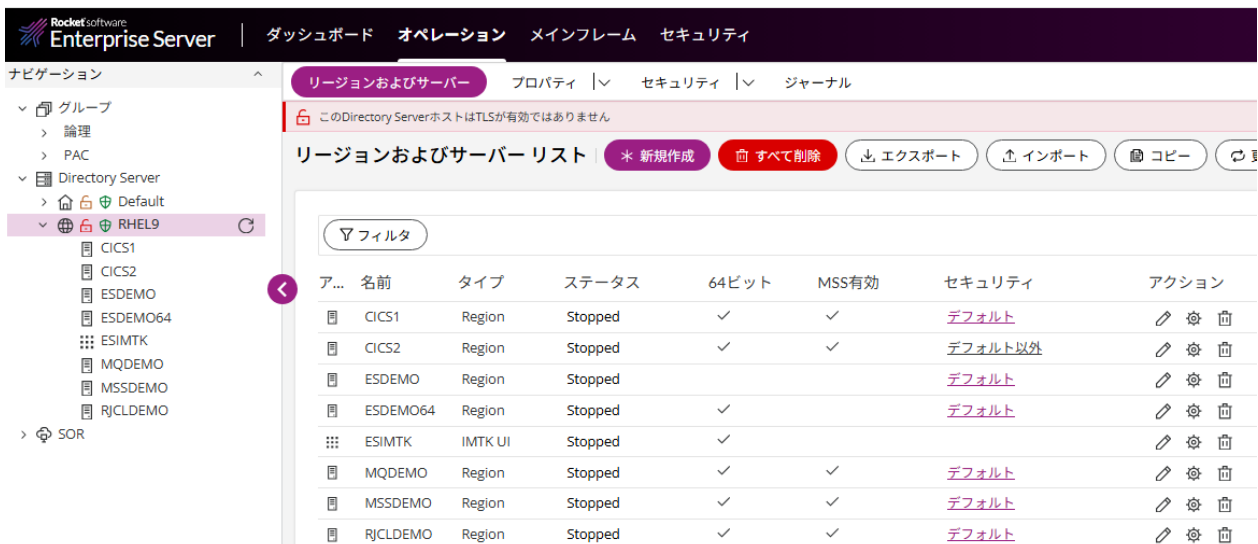 Rocket software
Enterprise Server
ダッシュボード オペレーション メインフレーム セキュリティ
ナビゲーション
リージョンおよびサーバー プロパティ セキュリティ ジャーナル
グループ
論理
PAC
Directory Server
Default
RHEL9
CICS1
CICS2
ESDEMO
ESDEMO64
ESIMTK
MQDEMO
MSSDEMO
RJCLDEMO
SOR
このDirectory ServerホストはTLSが有効ではありません
リージョンおよびサーバー リスト 新規作成 すべて削除 エクスポート インポート コピー
フィルタ
ア... 名前 タイプ ステータス 64ビット MSS有効 セキュリティ アクション
CICS1 Region Stopped デフォルト
CICS2 Region Stopped デフォルト以外
ESDEMO Region Stopped デフォルト
ESDEMO64 Region Stopped デフォルト
ESIMTK IMTK UI Stopped
MQDEMO Region Stopped デフォルト
MSSDEMO Region Stopped デフォルト
RJCLDEMO Region Stopped デフォルト